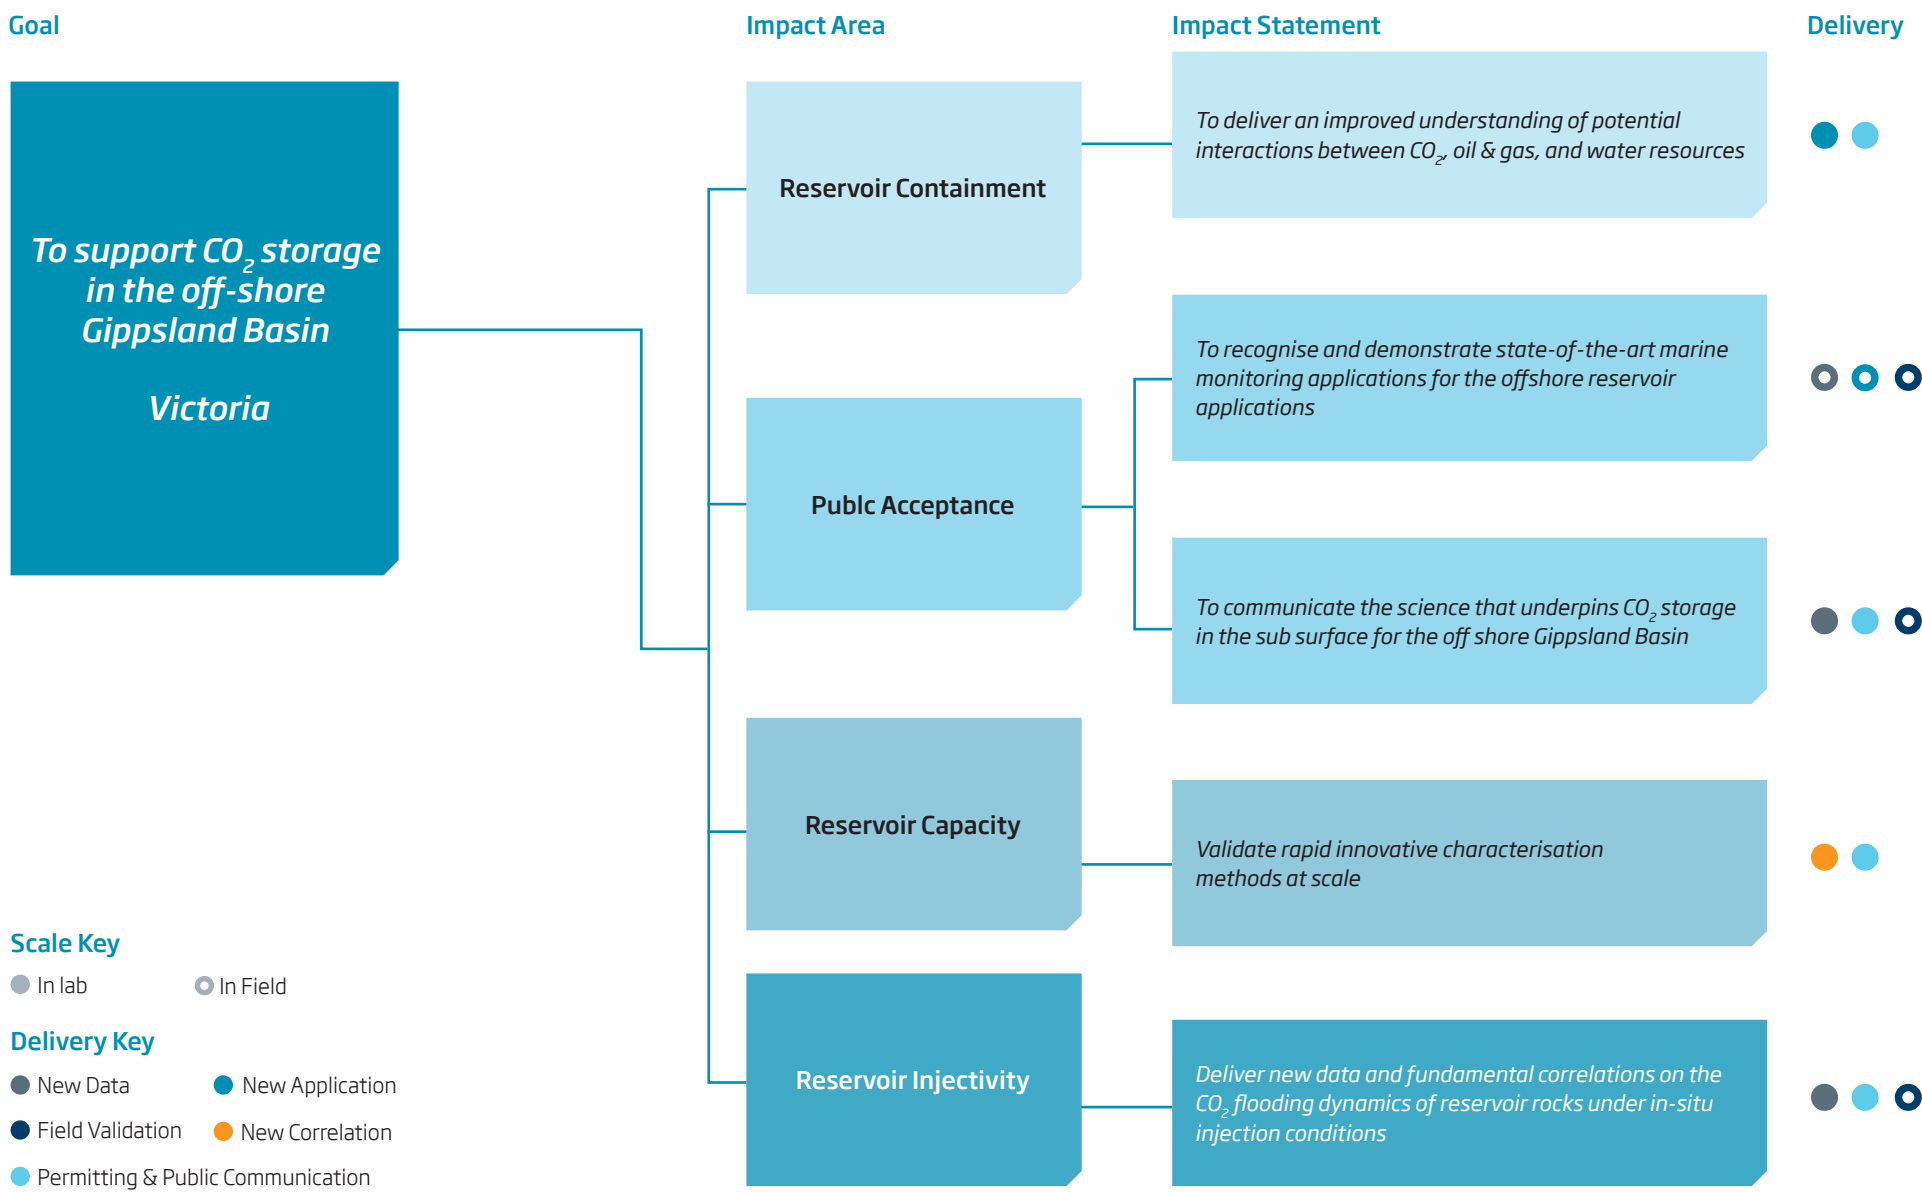 Goal
Impact Area
Impact Statement
Delivery
To support CO2 storage
in the off-shore
Gippsland Basin
Victoria
Reservoir Containment
To deliver an improved understanding of potential
interactions between CO2, oil & gas, and water resources
Publc Acceptance
To recognise and demonstrate state-of-the-art marine
monitoring applications for the offshore reservoir
applications
To communicate the science that underpins CO2 storage
in the sub surface for the off shore Gippsland Basin
Reservoir Capacity
Validate rapid innovative characterisation
methods at scale
Reservoir Injectivity
Deliver new data and fundamental correlations on the
CO2 flooding dynamics of reservoir rocks under in-situ
injection conditions
Scale Key
In lab
In Field
Delivery Key
New Data
New Application
Field Validation
New Correlation
Permitting & Public Communication